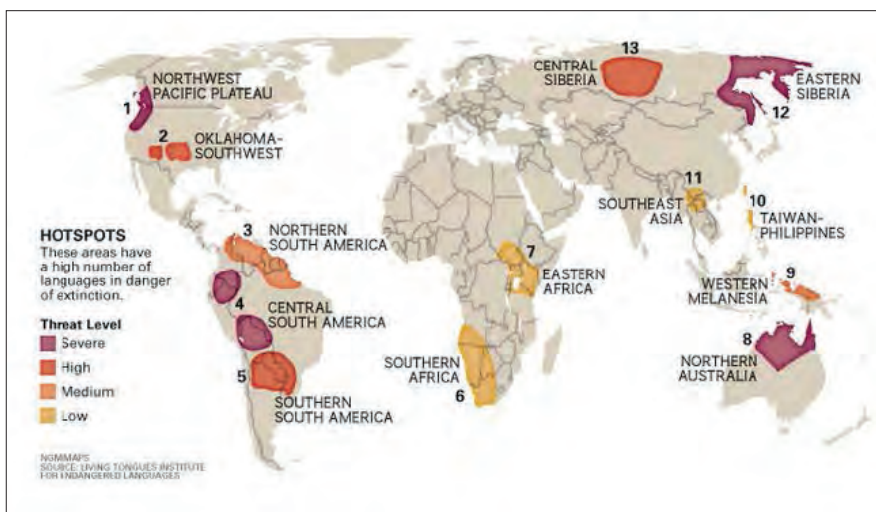 13
CENTRAL
SIBERIA
EASTERN
SIBERIA
12
NORTHWEST
PACIFIC PLATEAU
1
2
OKLAHOMA-
SOUTHWEST
11
SOUTHEAST
ASIA
10
TAIWAN-
PHILIPPINES
3
NORTHERN
SOUTH AMERICA
7
EASTERN
AFRICA
9
WESTERN
MELANESIA
4
CENTRAL
SOUTH AMERICA
SOUTHERN
AFRICA
6
8
NORTHERN
AUSTRALIA
5
SOUTHERN
SOUTH AMERICA
HOTSPOTS
These areas have
a high number of
languages in danger
of extinction.
Threat Level
Severe
High
Medium
Low
NGM MAPS
SOURCE: LIVING TONGUES INSTITUTE
FOR ENDANGERED LANGUAGES